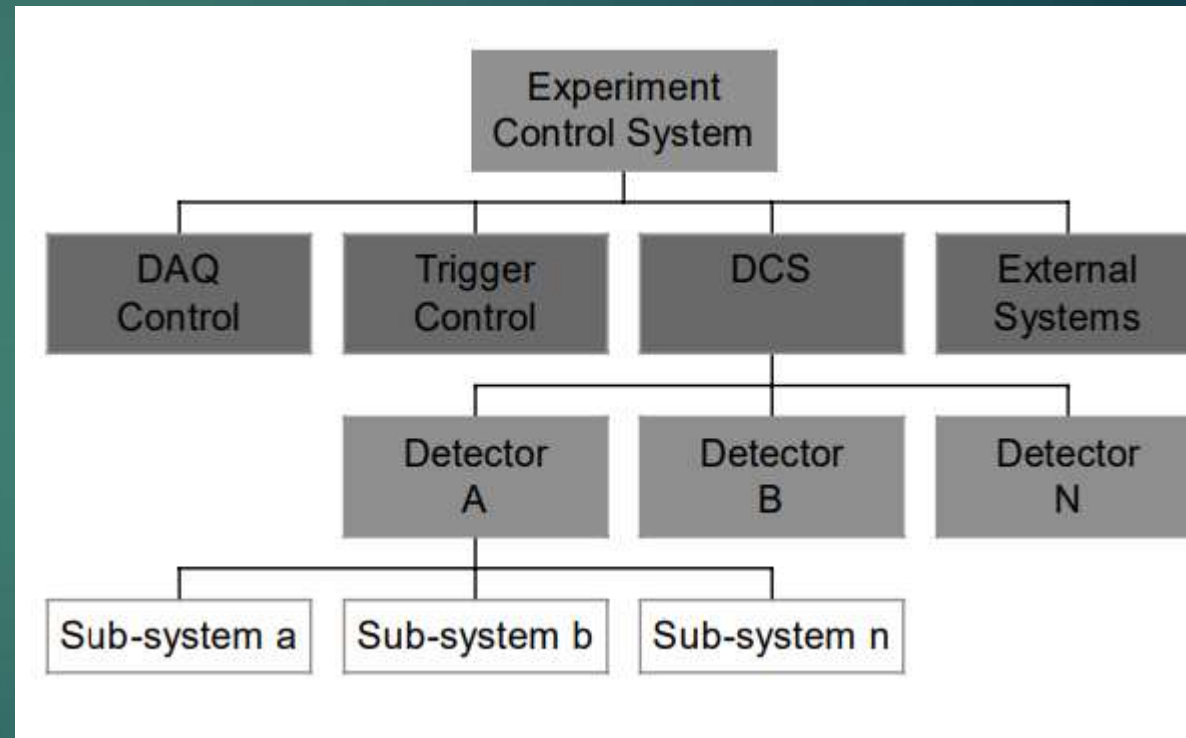 Experiment
Control System
DAQ
Control
Trigger
Control
DCS
External
Systems
Detector
A
Detector
B
Detector
N
Sub-system a
Sub-system b
Sub-system n